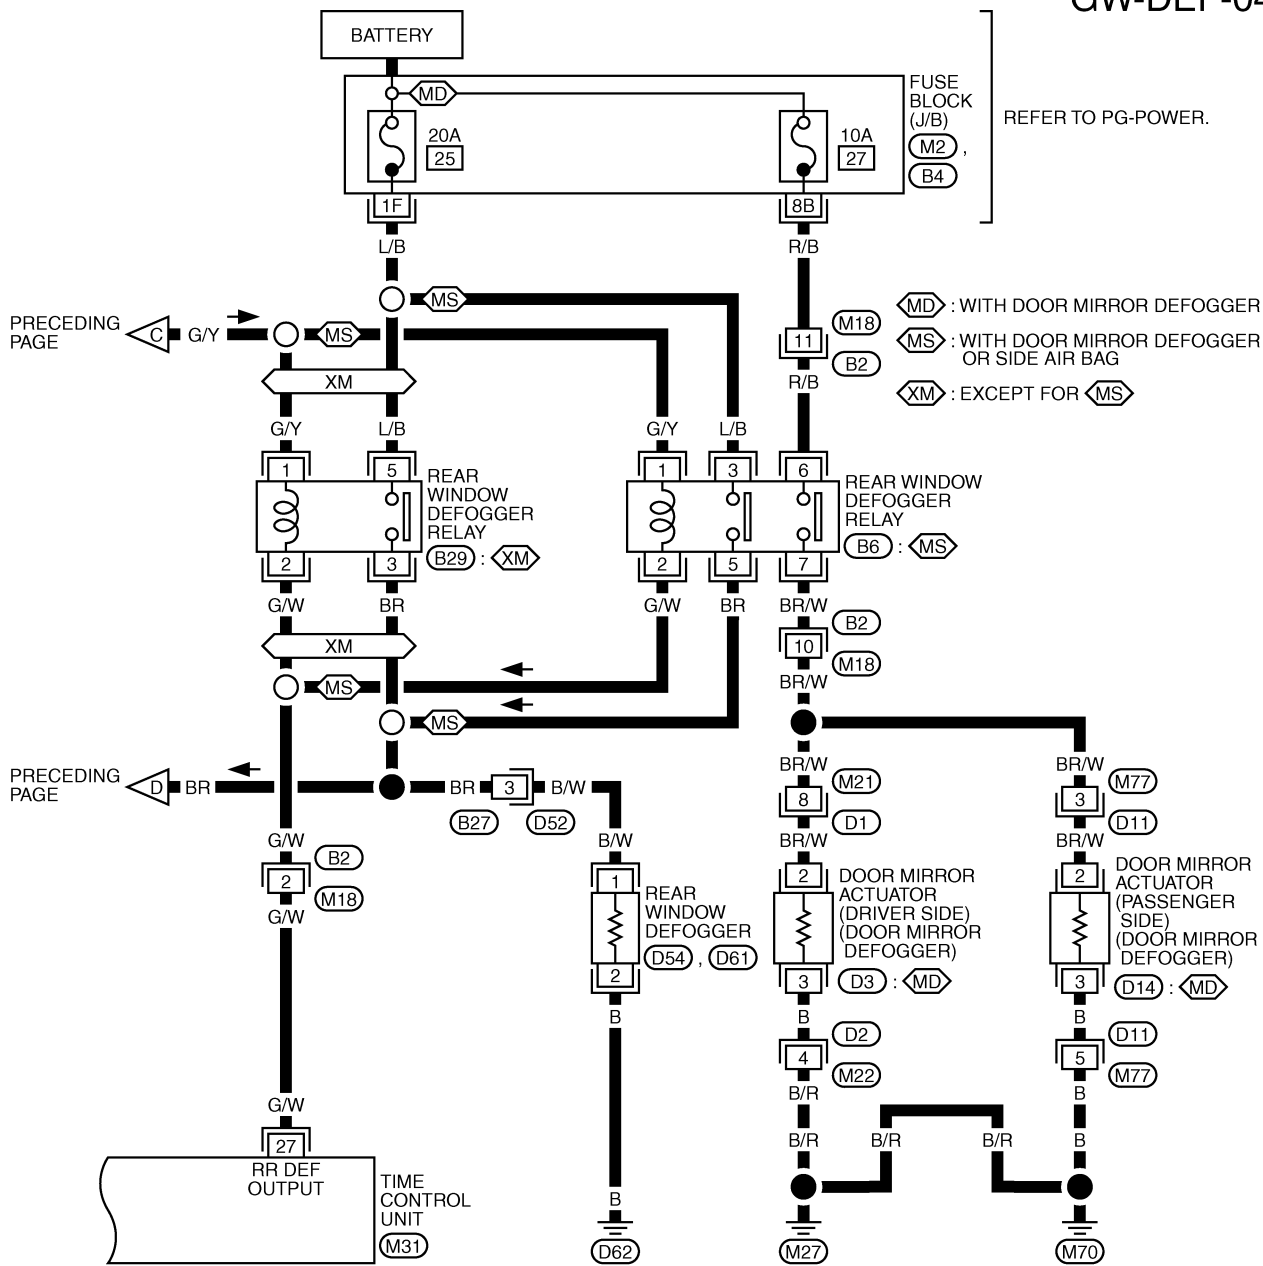 GW-DEF-04
BATTERY
MD
20A
25
10A
27
FUSE
BLOCK
(J/B)
M2 ,
B4
REFER TO PG-POWER.
1F
8B
L/B
R/B
MS
MD : WITH DOOR MIRROR DEFOGGER
MS : WITH DOOR MIRROR DEFOGGER
OR SIDE AIR BAG
XM : EXCEPT FOR MS
PRECEDING
PAGE
C
G/Y
MS
M18
11
B2
R/B
XM
G/Y
L/B
G/Y
L/B
1
5
REAR
WINDOW
DEFOGGER
RELAY
B29 : XM
2
3
1
3
6
REAR WINDOW
DEFOGGER
RELAY
B6 : MS
2
5
7
G/W
BR
G/W
BR
BR/W
B2
10
M18
BR/W
XM
MS
MS
PRECEDING
PAGE
D
BR
BR
3
B/W
B27
D52
BR/W
M21
8
D1
BR/W
BR/W
M77
3
D11
BR/W
G/W
B2
2
M18
G/W
B/W
1
REAR
WINDOW
DEFOGGER
D54 , D61
2
2
DOOR MIRROR
ACTUATOR
(DRIVER SIDE)
(DOOR MIRROR
DEFOGGER)
3
D3 : MD
2
DOOR MIRROR
ACTUATOR
(PASSENGER
SIDE)
(DOOR MIRROR
DEFOGGER)
3
D14 : MD
B
B
D2
4
M22
B/R
B
D11
5
M77
B
G/W
27
RR DEF
OUTPUT
TIME
CONTROL
UNIT
M31
B/R
B/R
B/R
B
B
D62
M27
M70